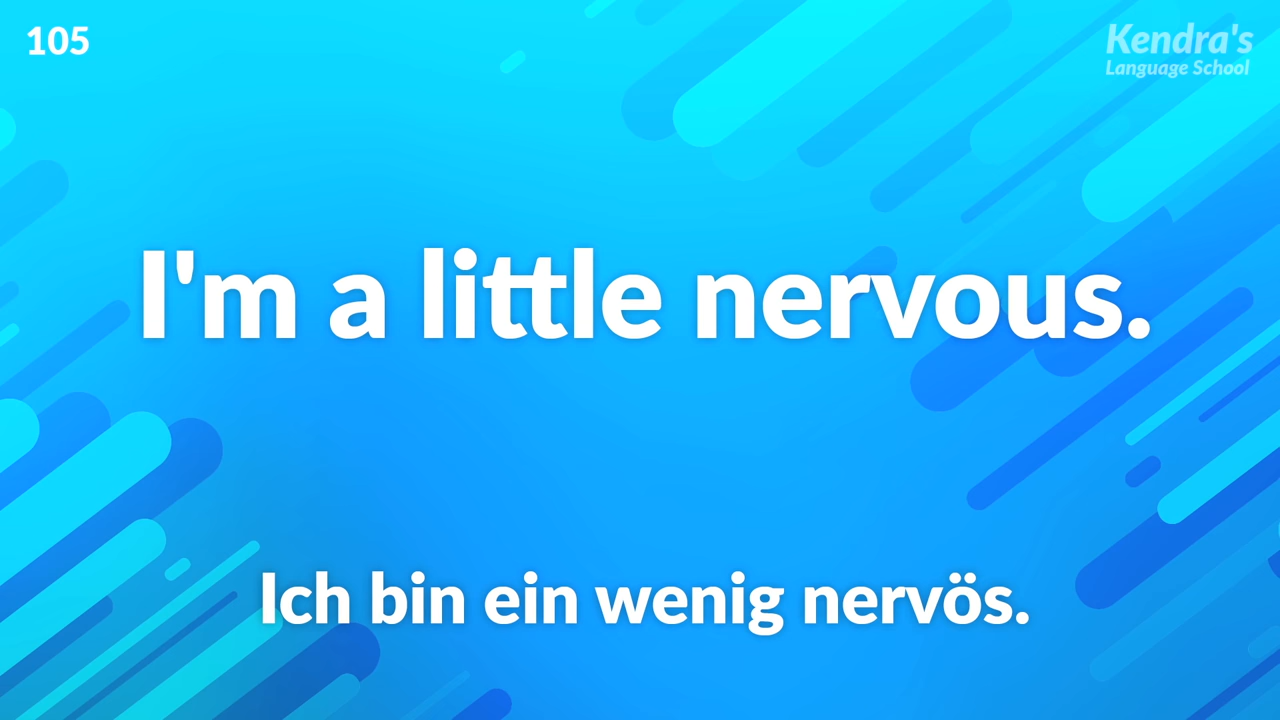 105
Kendra's
Language School
I'm a little nervous.
Ich bin ein wenig nervös.